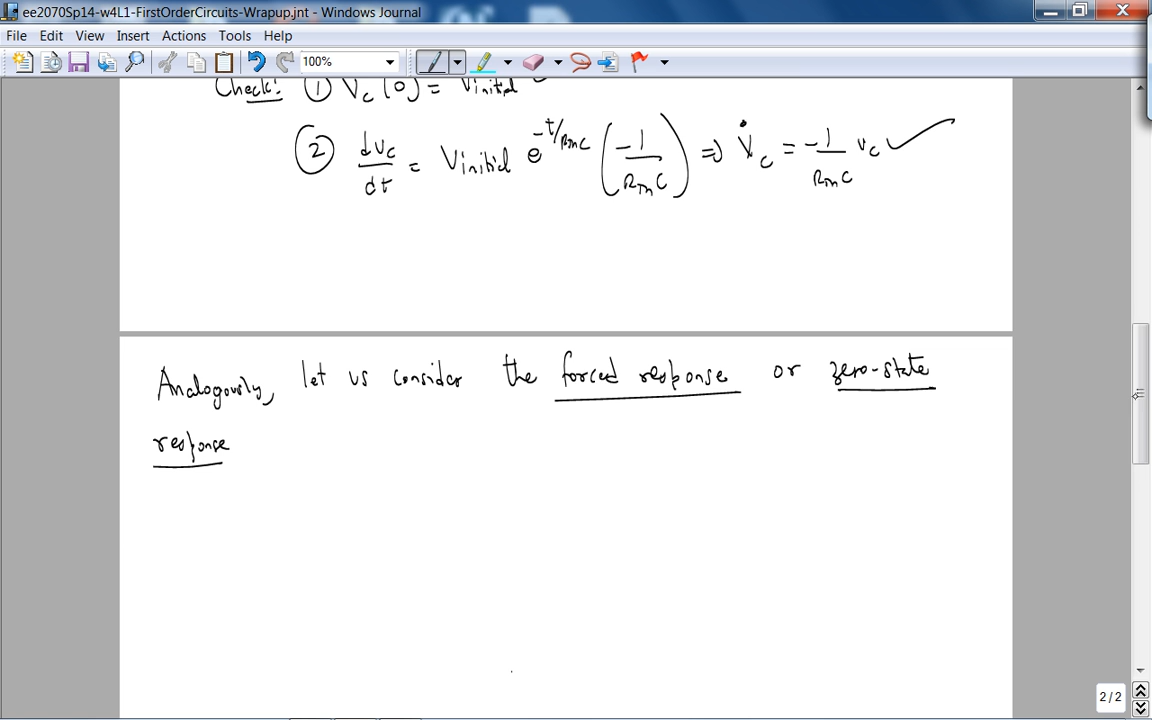 ee2070Sp14-w4L1-FirstOrderCircuits-Wrapup.jnt - Windows Journal
File Edit View Insert Actions Tools Help
100%
Check: ① Vc (0) = Vinitial
② dvc/dt = Vinitial e^-t/RTHC (-1/RTHC) ⇒ V̇c = -1/RTHC vc ✓
Analogously, let us consider the forced response or zero-state
response
2 / 2